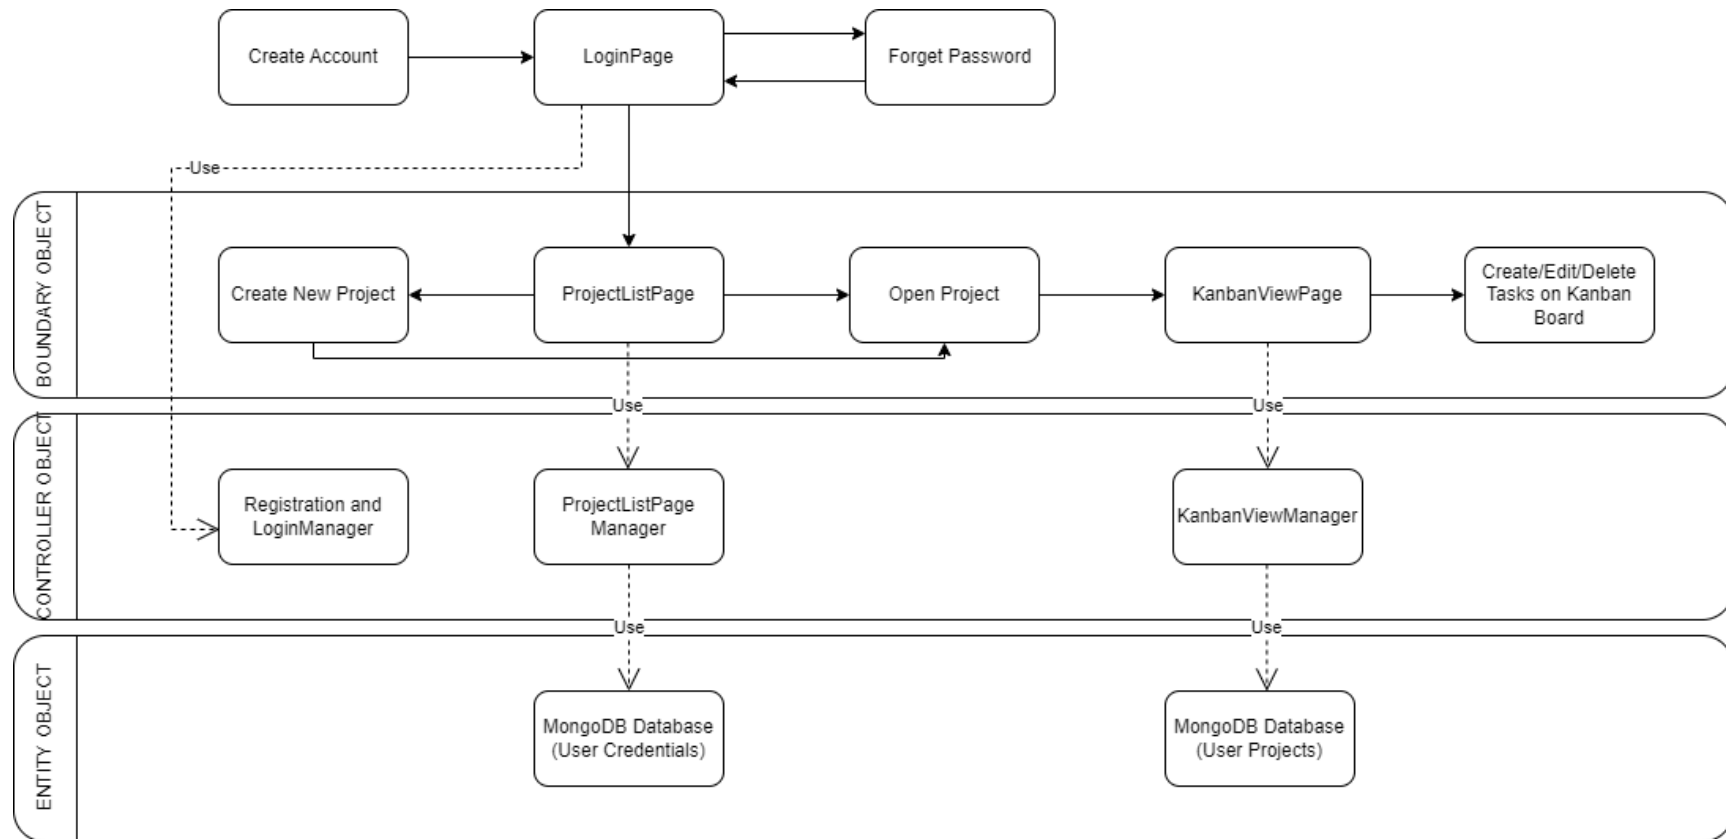 Create Account
LoginPage
Forget Password
Use
BOUNDARY OBJECT
Create New Project
ProjectListPage
Open Project
KanbanViewPage
Create/Edit/Delete
Tasks on Kanban
Board
Use
Use
CONTROLLER OBJECT
Registration and
LoginManager
ProjectListPage
Manager
KanbanViewManager
Use
Use
ENTITY OBJECT
MongoDB Database
(User Credentials)
MongoDB Database
(User Projects)